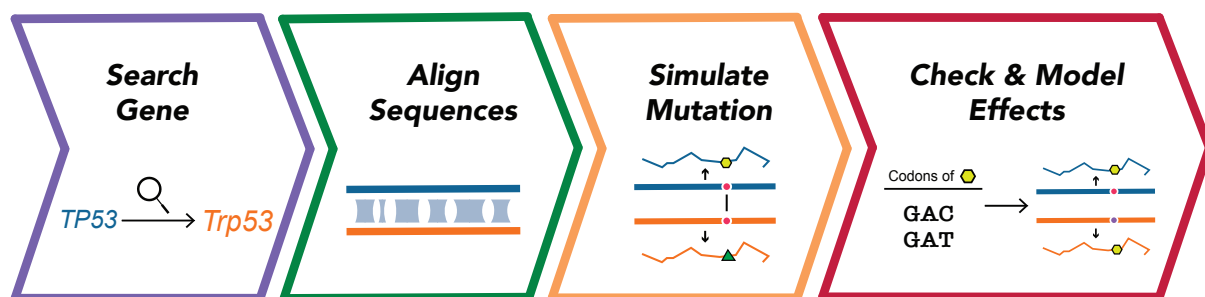 Search
Gene
TP53
Trp53
Align
Sequences
Simulate
Mutation
Check & Model
Effects
Codons of
GAC
GAT